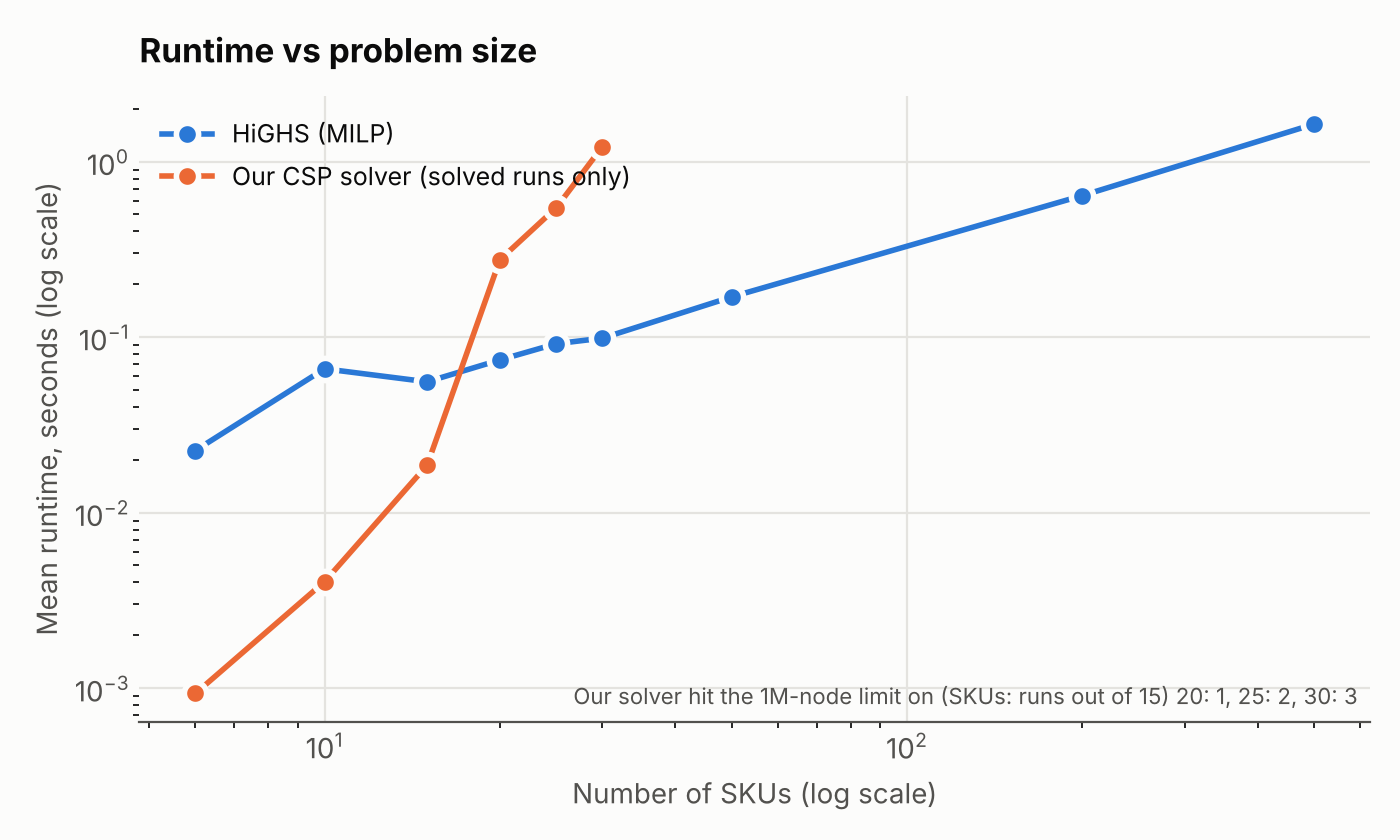 Runtime vs problem size
HiGHS (MILP)
Our CSP solver (solved runs only)
Mean runtime, seconds (log scale)
10⁰
10⁻¹
10⁻²
10⁻³
Our solver hit the 1M-node limit on (SKUs: runs out of 15) 20: 1, 25: 2, 30: 3
10¹
10²
Number of SKUs (log scale)